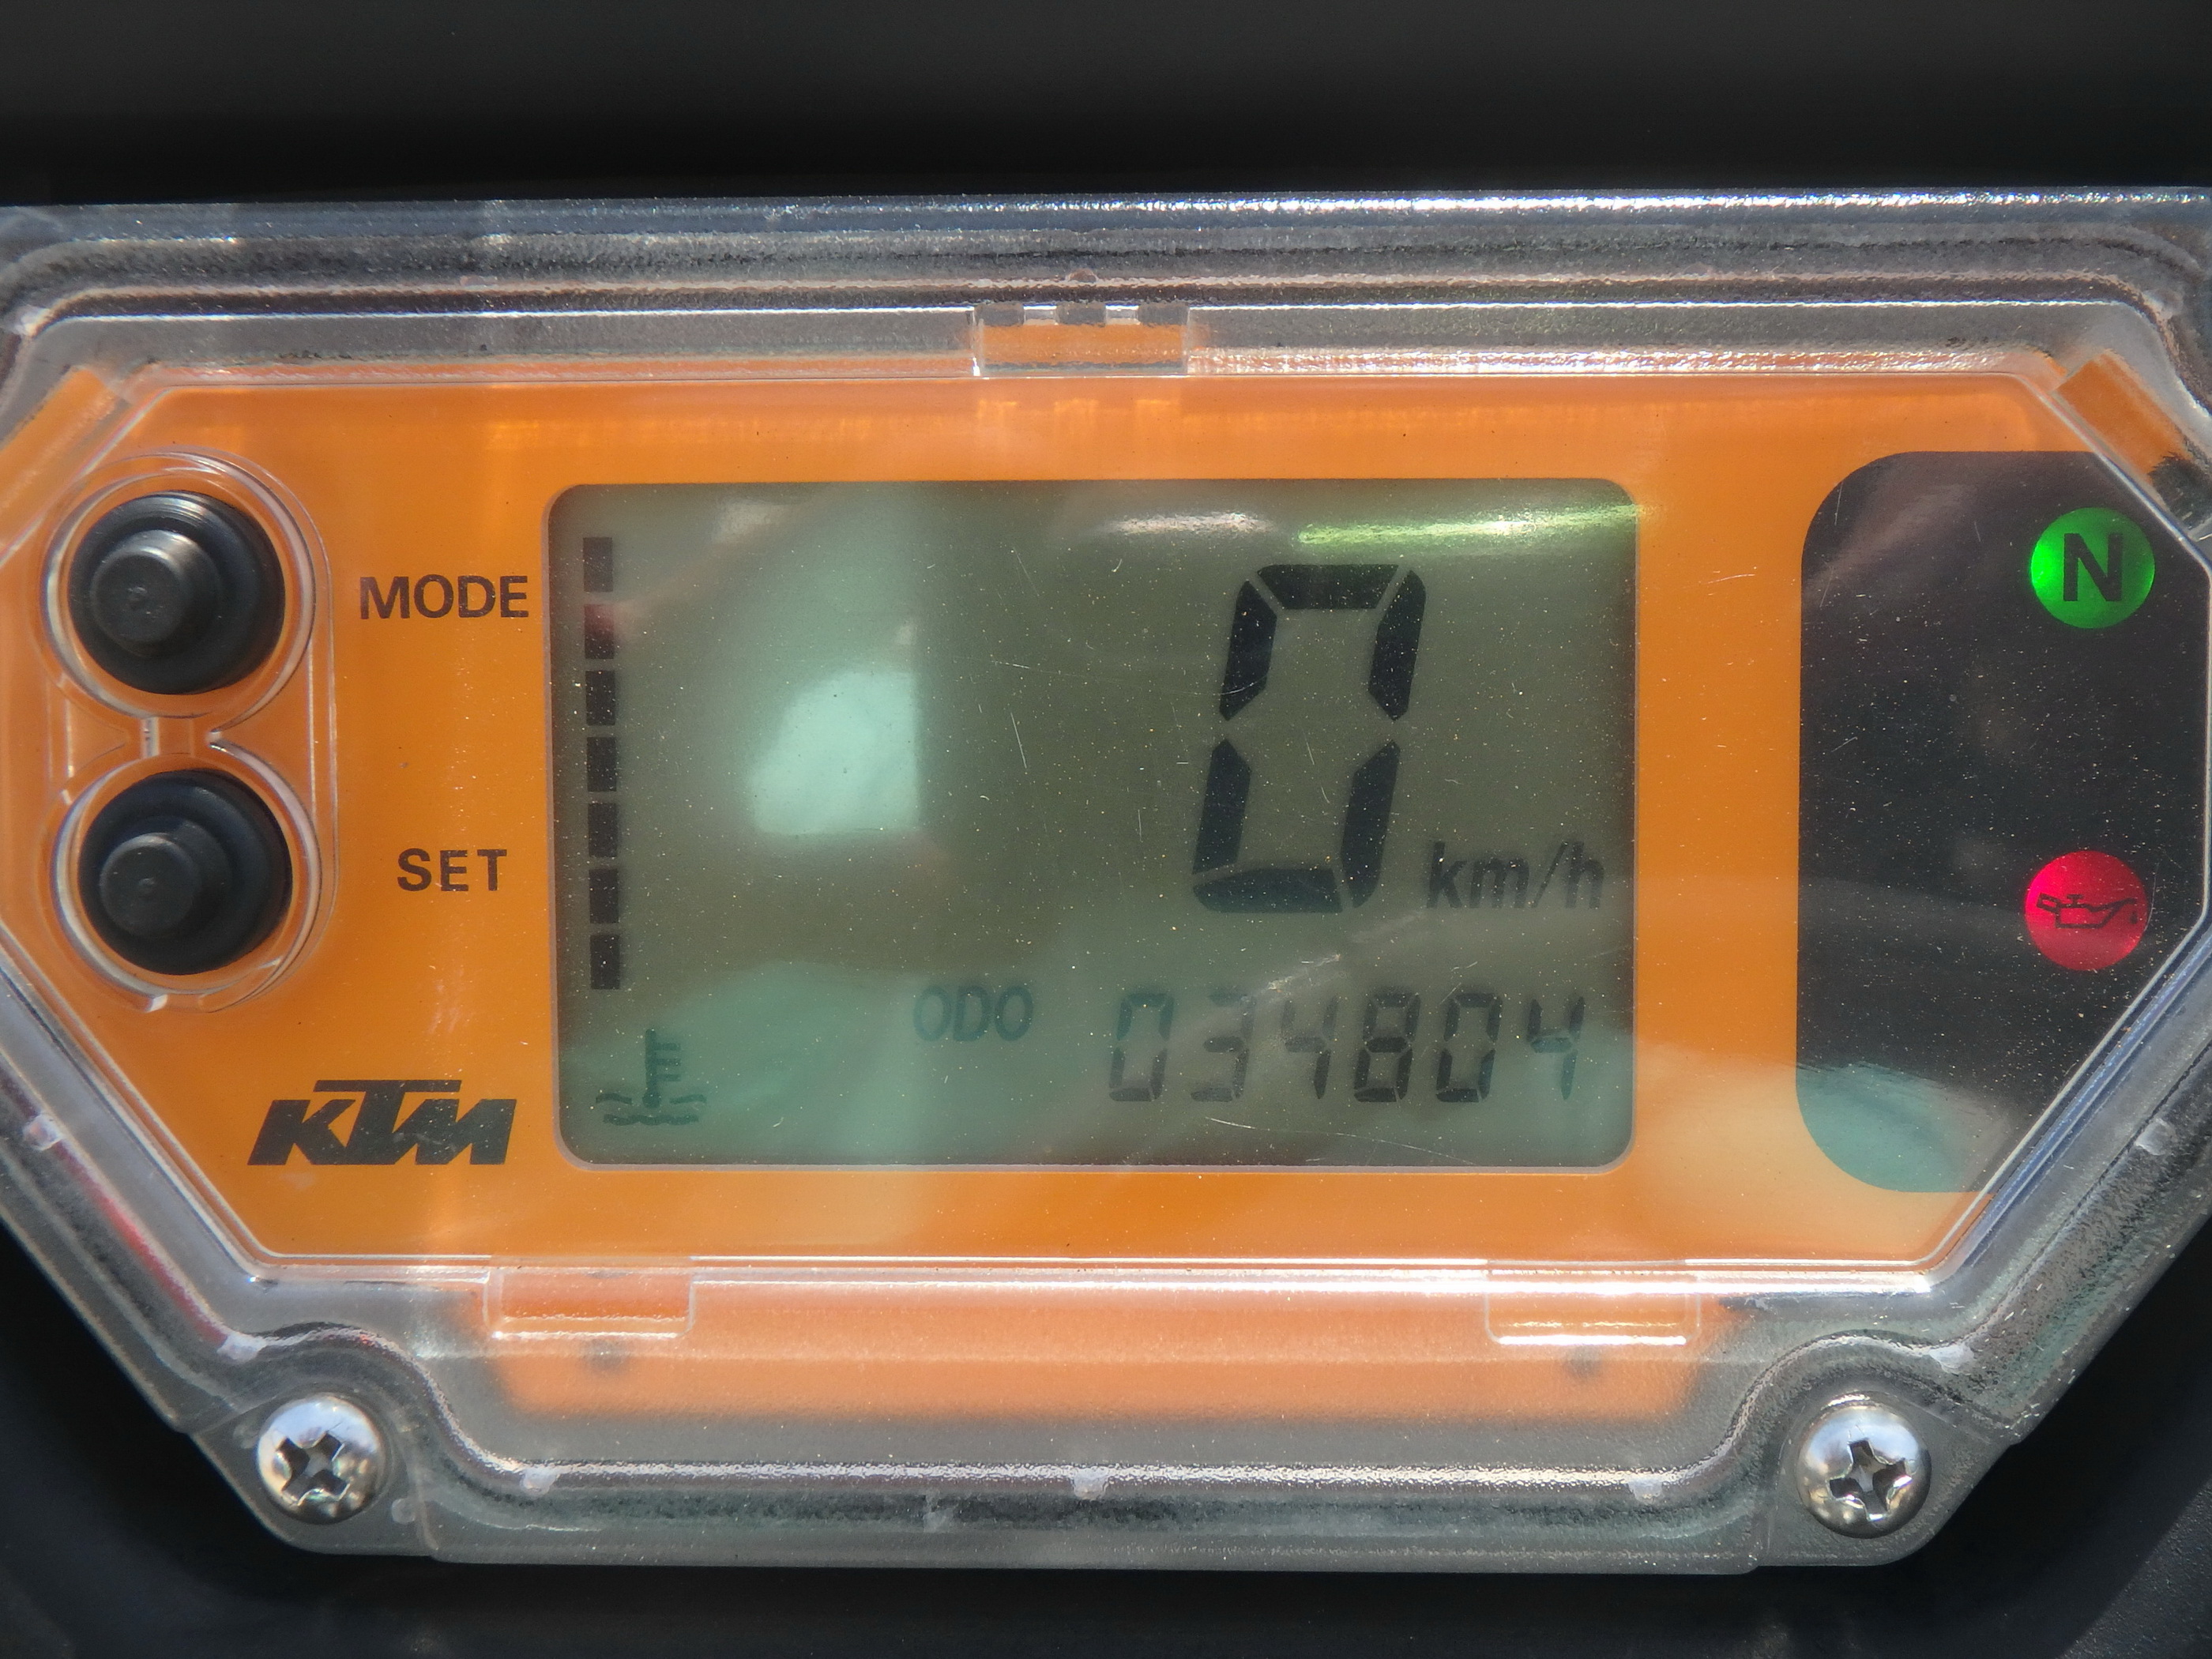 MODE
SET
KTM
0 km/h
ODO 034804
N